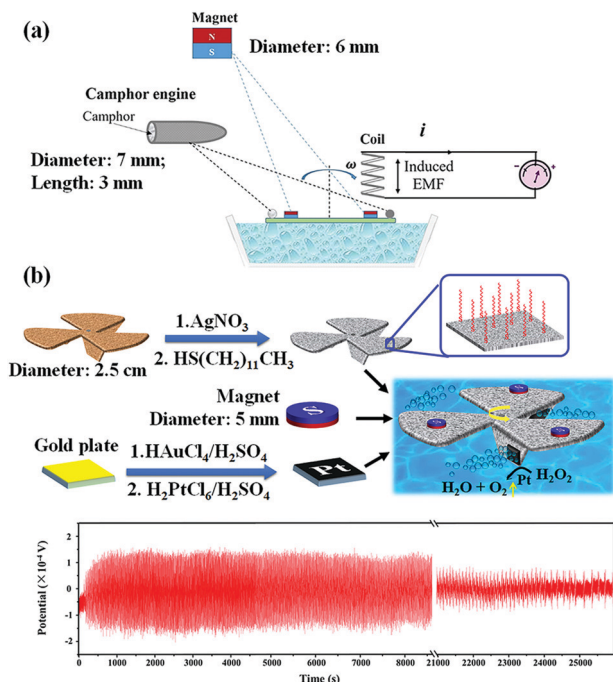 (a)
Magnet
N
S
Diameter: 6 mm
Camphor engine
Camphor
Diameter: 7 mm;
Length: 3 mm
ω
Coil
i
Induced
EMF
− +
(b)
1.AgNO₃
2. HS(CH₂)₁₁CH₃
Diameter: 2.5 cm
Magnet
Diameter: 5 mm
S
Gold plate
1.HAuCl₄/H₂SO₄
2. H₂PtCl₆/H₂SO₄
Pt
S
S
S
Pt
H₂O₂
H₂O + O₂
Potential (×10⁻⁴ V)
2
1
0
-1
-2
0 1000 2000 3000 4000 5000 6000 7000 8000 21000 22000 23000 24000 25000
Time (s)